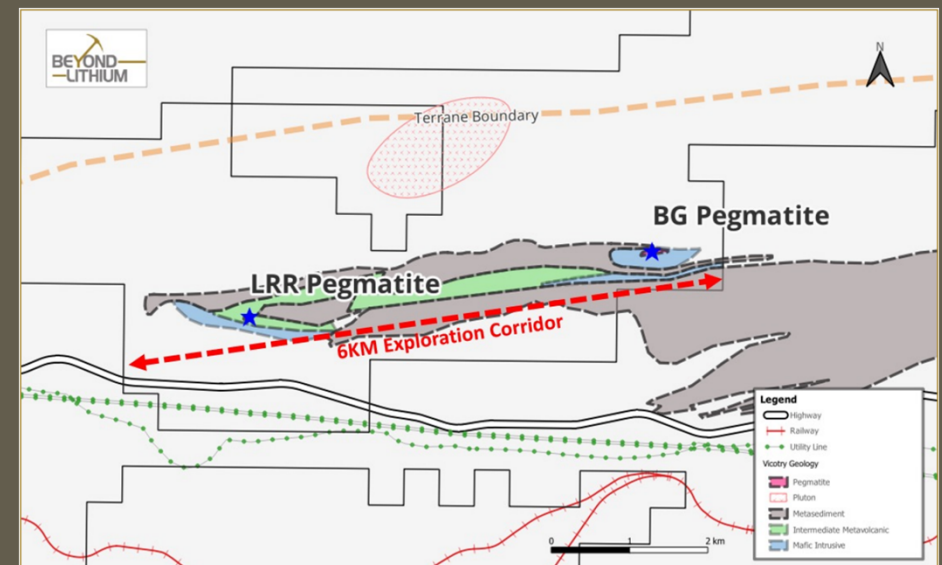 BEYOND
LITHIUM
N
Terrane Boundary
BG Pegmatite
LRR Pegmatite
6KM Exploration Corridor
Legend
Highway
Railway
Utility Line
Vicotry Geology
Pegmatite
Pluton
Metasediment
Intermediate Metavolcanic
Mafic Intrusive
0 1 2 km